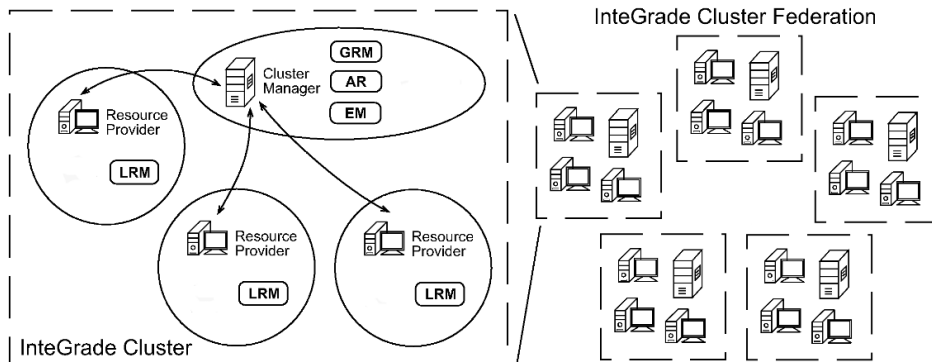 InteGrade Cluster Federation
GRM
Cluster
Manager
AR
EM
Resource
Provider
LRM
Resource
Provider
LRM
Resource
Provider
LRM
InteGrade Cluster